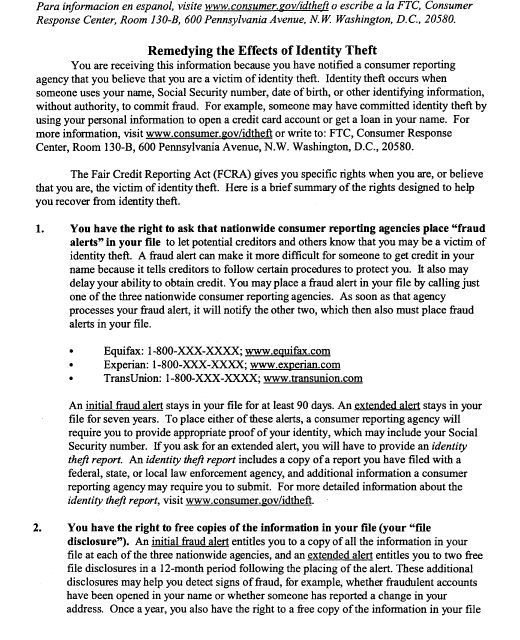 Para informacion en espanol, visite www.consumer.gov/idtheft o escribe a la FTC, Consumer
Response Center, Room 130-B, 600 Pennsylvania Avenue, N.W. Washington, D.C., 20580.
Remedying the Effects of Identity Theft
You are receiving this information because you have notified a consumer reporting
agency that you believe that you are a victim of identity theft. Identity theft occurs when
someone uses your name, Social Security number, date of birth, or other identifying information,
without authority, to commit fraud. For example, someone may have committed identity theft by
using your personal information to open a credit card account or get a loan in your name. For
more information, visit www.consumer.gov/idtheft or write to: FTC, Consumer Response
Center, Room 130-B, 600 Pennsylvania Avenue, N.W. Washington, D.C., 20580.
The Fair Credit Reporting Act (FCRA) gives you specific rights when you are, or believe
that you are, the victim of identity theft. Here is a brief summary of the rights designed to help
you recover from identity theft.
1. You have the right to ask that nationwide consumer reporting agencies place “fraud
alerts” in your file to let potential creditors and others know that you may be a victim of
identity theft. A fraud alert can make it more difficult for someone to get credit in your
name because it tells creditors to follow certain procedures to protect you. It also may
delay your ability to obtain credit. You may place a fraud alert in your file by calling just
one of the three nationwide consumer reporting agencies. As soon as that agency
processes your fraud alert, it will notify the other two, which then also must place fraud
alerts in your file.
• Equifax: 1-800-XXX-XXXX; www.equifax.com
• Experian: 1-800-XXX-XXXX; www.experian.com
• TransUnion: 1-800-XXX-XXXX; www.transunion.com
An initial fraud alert stays in your file for at least 90 days. An extended alert stays in your
file for seven years. To place either of these alerts, a consumer reporting agency will
require you to provide appropriate proof of your identity, which may include your Social
Security number. If you ask for an extended alert, you will have to provide an identity
theft report. An identity theft report includes a copy of a report you have filed with a
federal, state, or local law enforcement agency, and additional information a consumer
reporting agency may require you to submit. For more detailed information about the
identity theft report, visit www.consumer.gov/idtheft.
2. You have the right to free copies of the information in your file (your “file
disclosure”). An initial fraud alert entitles you to a copy of all the information in your
file at each of the three nationwide agencies, and an extended alert entitles you to two free
file disclosures in a 12-month period following the placing of the alert. These additional
disclosures may help you detect signs of fraud, for example, whether fraudulent accounts
have been opened in your name or whether someone has reported a change in your
address. Once a year, you also have the right to a free copy of the information in your file